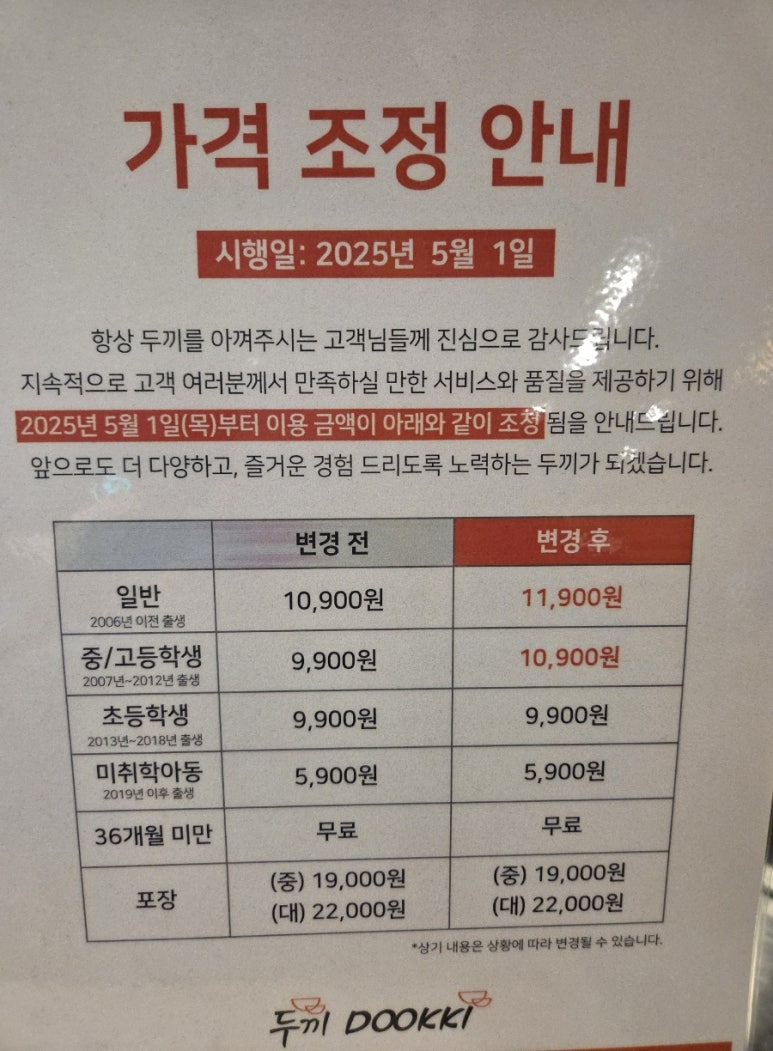 가격 조정 안내
시행일: 2025년 5월 1일
항상 두끼를 아껴주시는 고객님들께 진심으로 감사드립니다.
지속적으로 고객 여러분께서 만족하실 만한 서비스와 품질을 제공하기 위해
2025년 5월 1일(목)부터 이용 금액이 아래와 같이 조정 됨을 안내드립니다.
앞으로도 더 다양하고, 즐거운 경험 드리도록 노력하는 두끼가 되겠습니다.
변경 전 변경 후
일반 10,900원 11,900원
2006년 이전 출생
중/고등학생 9,900원 10,900원
2007년~2012년 출생
초등학생 9,900원 9,900원
2013년~2018년 출생
미취학아동 5,900원 5,900원
2019년 이후 출생
36개월 미만 무료 무료
포장 (중) 19,000원 (중) 19,000원
(대) 22,000원 (대) 22,000원
*상기 내용은 상황에 따라 변경될 수 있습니다.
두끼 DOOKKI